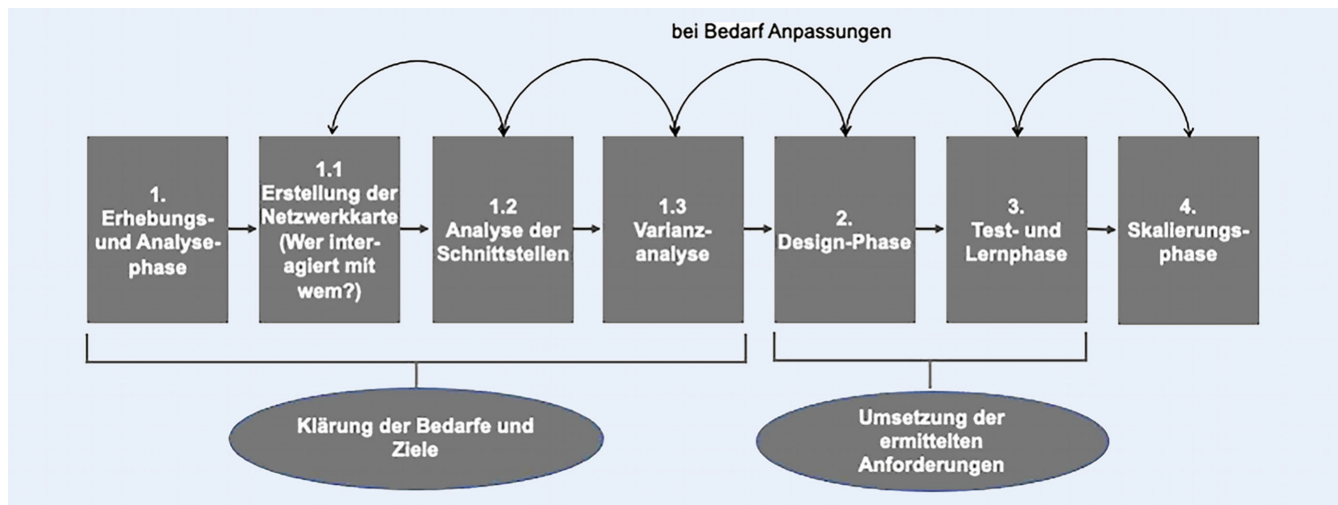 bei Bedarf Anpassungen
1.
Erhebungs-
und Analyse-
phase
1.1
Erstellung der
Netzwerkkarte
(Wer inter-
agiert mit
wem?)
1.2
Analyse der
Schnittstellen
1.3
Varianz-
analyse
2.
Design-Phase
3.
Test- und
Lernphase
4.
Skalierungs-
phase
Klärung der Bedarfe und
Ziele
Umsetzung der
ermittelten
Anforderungen